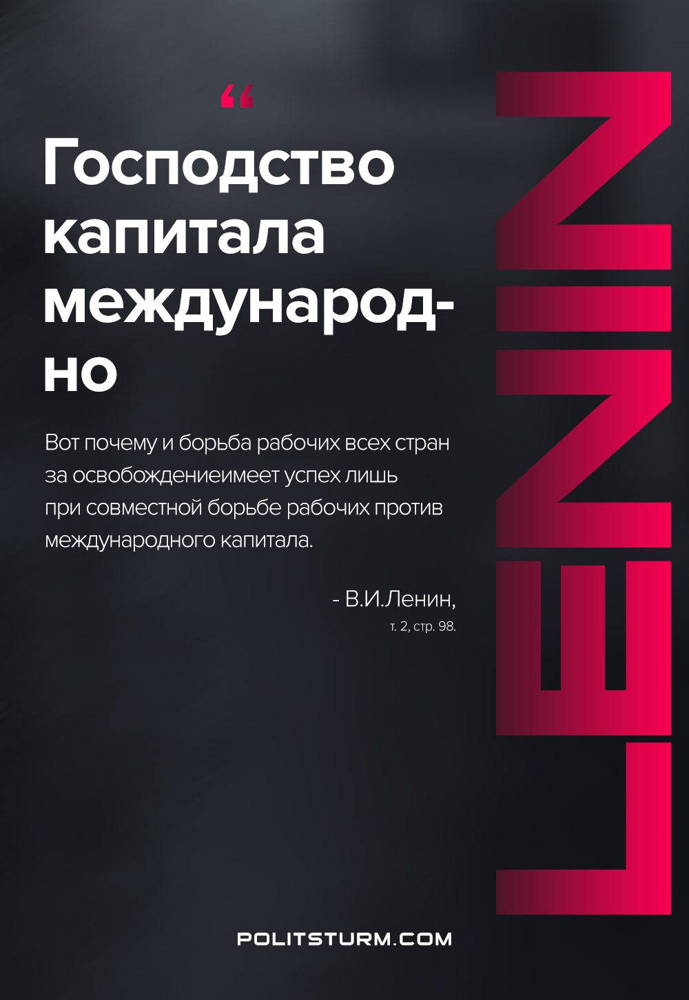 “
Господство
капитала
международ-
но
Вот почему и борьба рабочих всех стран
за освобождениеимеет успех лишь
при совместной борьбе рабочих против
международного капитала.
- В.И.Ленин,
т. 2, стр. 98.
LENIN
POLITSTURM.COM